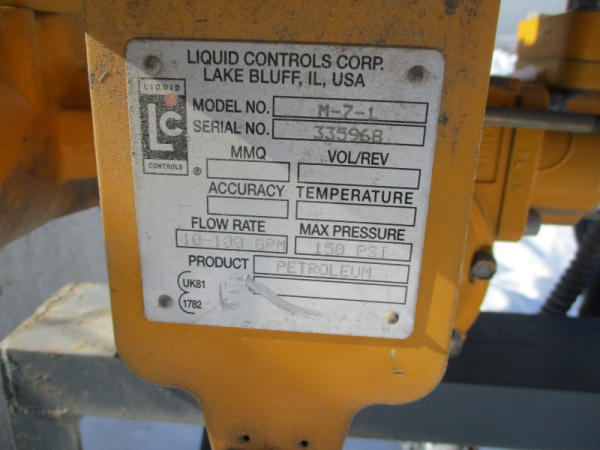 LIQUID CONTROLS CORP.
LAKE BLUFF, IL, USA
LIQUID
LC
CONTROLS
®
MODEL NO. M-7-1
SERIAL NO. 335968
MMQ VOL/REV
ACCURACY TEMPERATURE
FLOW RATE MAX PRESSURE
10-100 GPM 150 PSI
PRODUCT PETROLEUM
UK81
1782